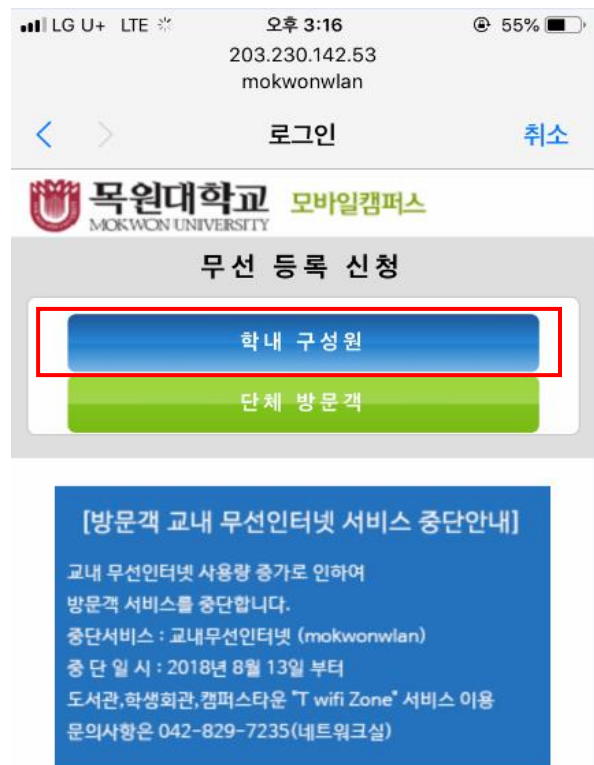 LG U+ LTE 오후 3:16 55%
203.230.142.53
mokwonwlan
로그인 취소
목원대학교 모바일캠퍼스
MOKWON UNIVERSITY
무선 등록 신청
학내 구성원
단체 방문객
[방문객 교내 무선인터넷 서비스 중단안내]
교내 무선인터넷 사용량 증가로 인하여
방문객 서비스를 중단합니다.
중단서비스 : 교내무선인터넷 (mokwonwlan)
중 단 일 시 : 2018년 8월 13일 부터
도서관,학생회관,캠퍼스타운 "T wifi Zone" 서비스 이용
문의사항은 042-829-7235(네트워크실)